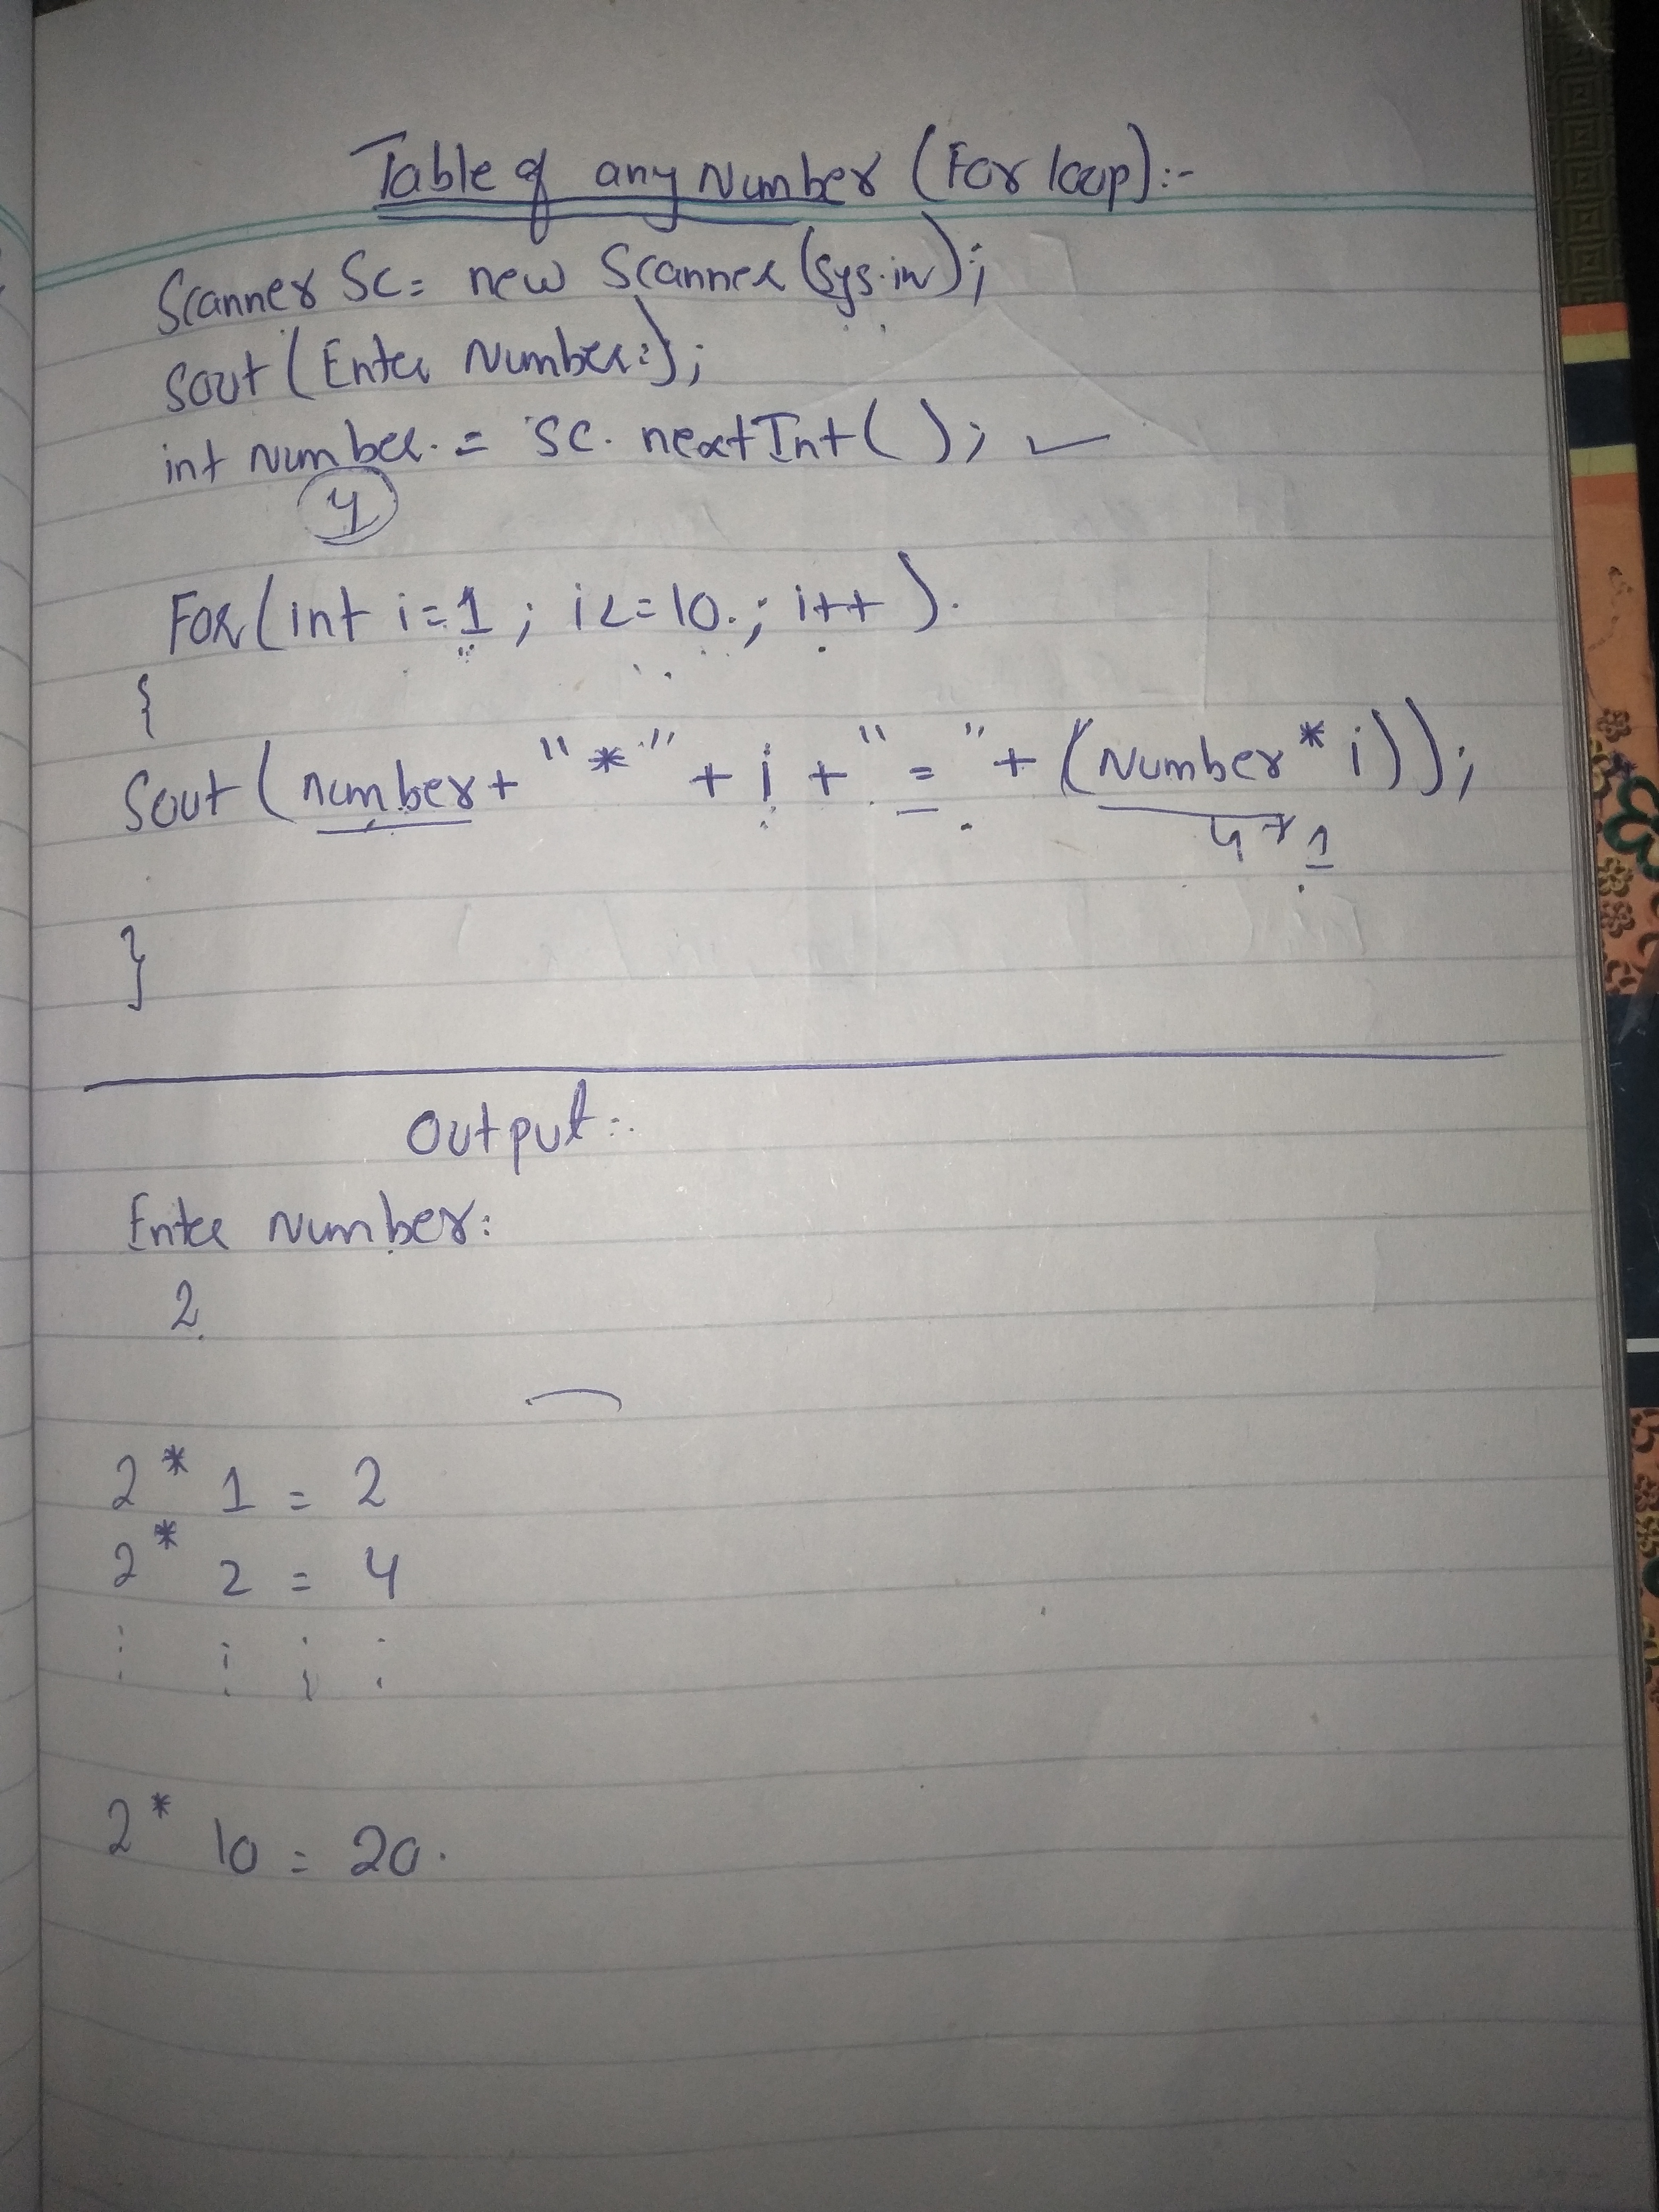 Table of any Number (For loop):-
Scanner Sc= new Scanner (Sys.in);
Sout (Enter Number:);
int number = Sc. nextInt();
4
FOR (int i=1; i<=10; i++).
{
Sout (number + "*" + i + "=" + (Number * i));
4*1
}
Output:
Enter Number:
2
2 * 1 = 2
2 * 2 = 4
: : : :
2 * 10 = 20.